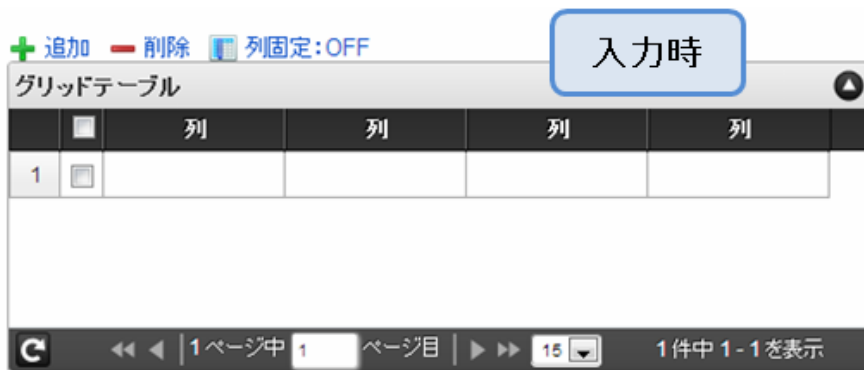 追加 削除 列固定:OFF
入力時
グリッドテーブル
列 列 列 列
1
1 ページ中 1 ページ目 15 1 件中 1 - 1 を表示